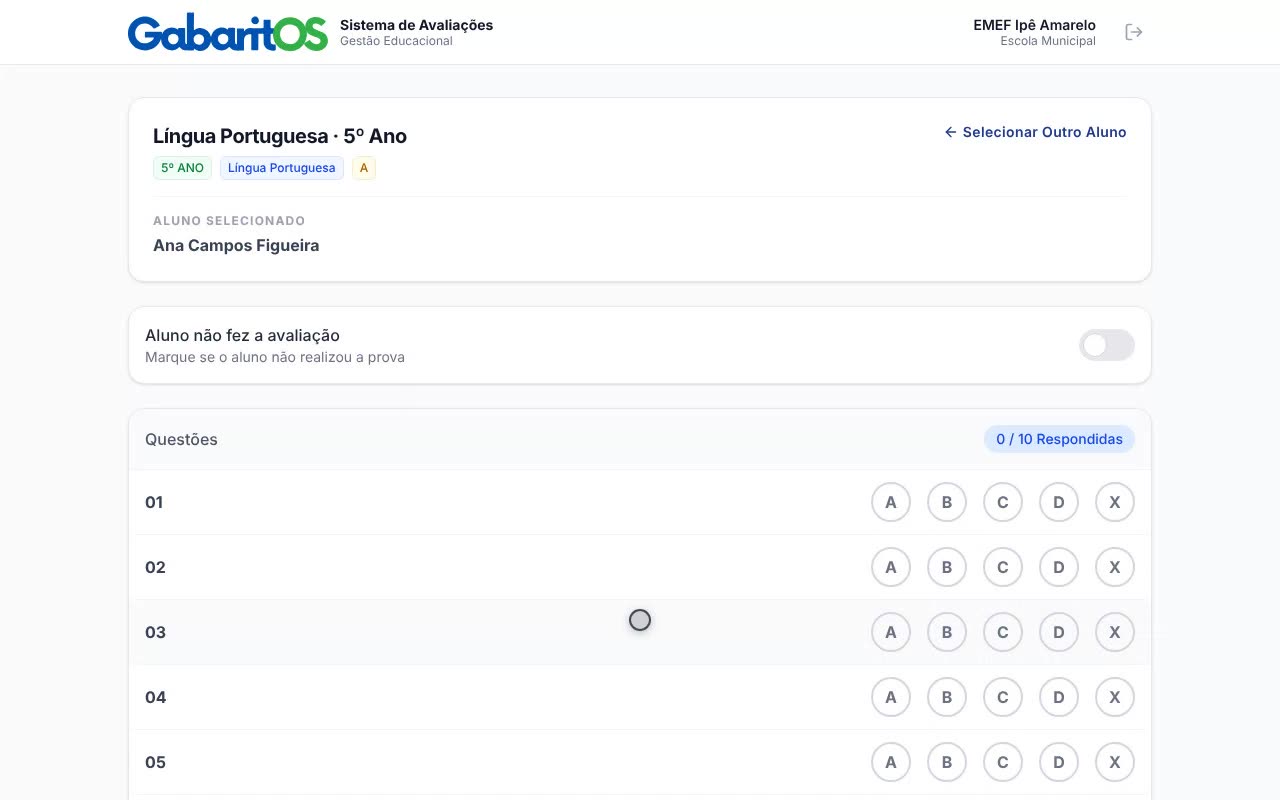 GabaritOS
Sistema de Avaliações
Gestão Educacional
EMEF Ipê Amarelo
Escola Municipal
Língua Portuguesa · 5º Ano
← Selecionar Outro Aluno
5º ANO Língua Portuguesa A
ALUNO SELECIONADO
Ana Campos Figueira
Aluno não fez a avaliação
Marque se o aluno não realizou a prova
Questões 0 / 10 Respondidas
01 A B C D X
02 A B C D X
03 A B C D X
04 A B C D X
05 A B C D X